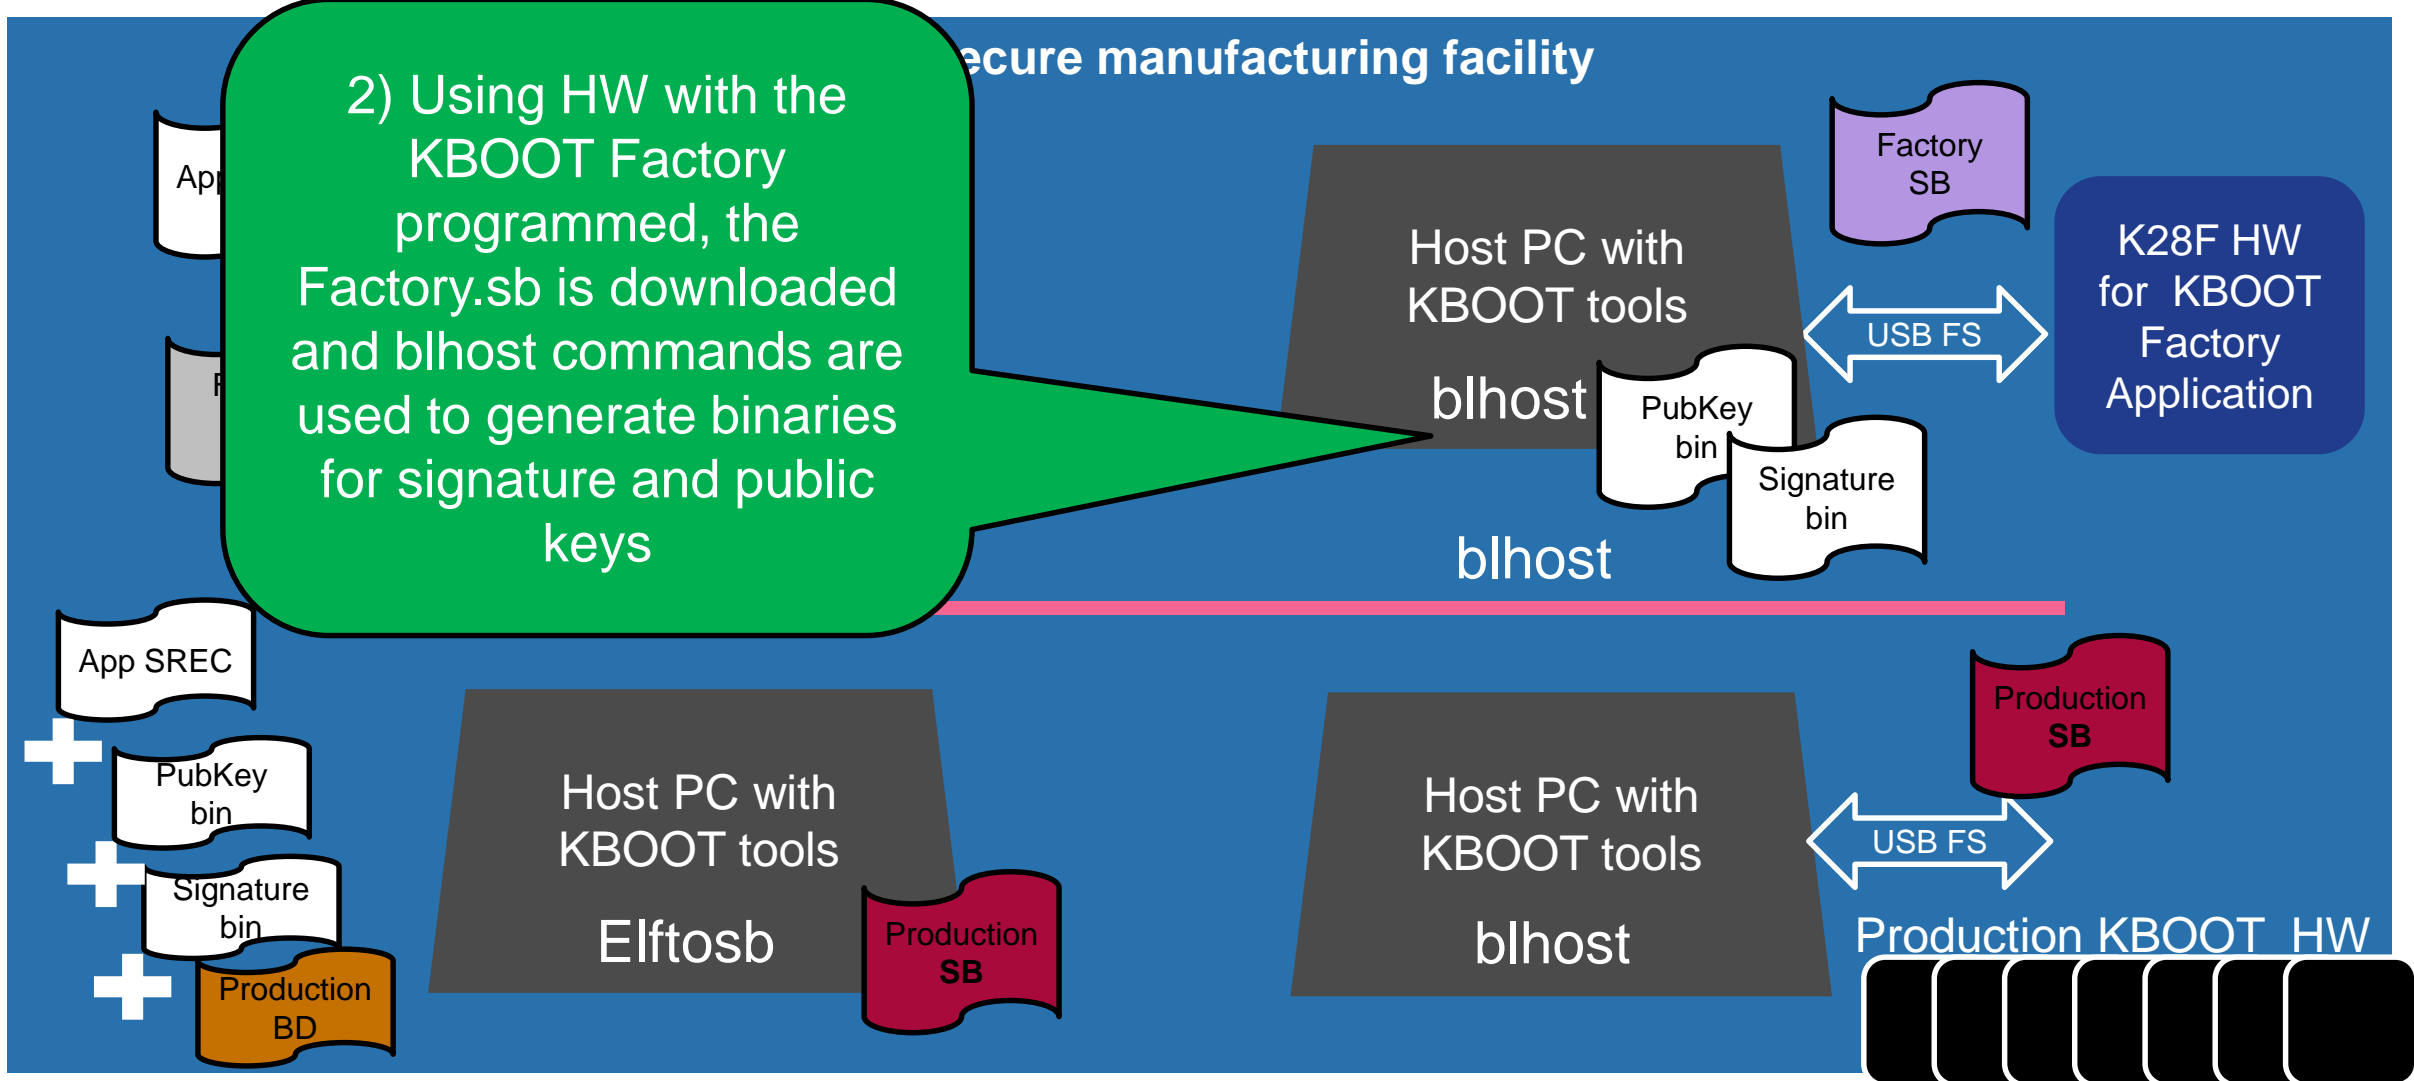 ecure manufacturing facility
2) Using HW with the
KBOOT Factory
programmed, the
Factory.sb is downloaded
and blhost commands are
used to generate binaries
for signature and public
keys
App
F
Host PC with
KBOOT tools
blhost
PubKey
bin
Signature
bin
Factory
SB
USB FS
K28F HW
for  KBOOT
Factory
Application
blhost
App SREC
PubKey
bin
Signature
bin
Production
BD
Host PC with
KBOOT tools
Elftosb
Production
SB
Host PC with
KBOOT tools
blhost
Production
SB
USB FS
Production KBOOT  HW